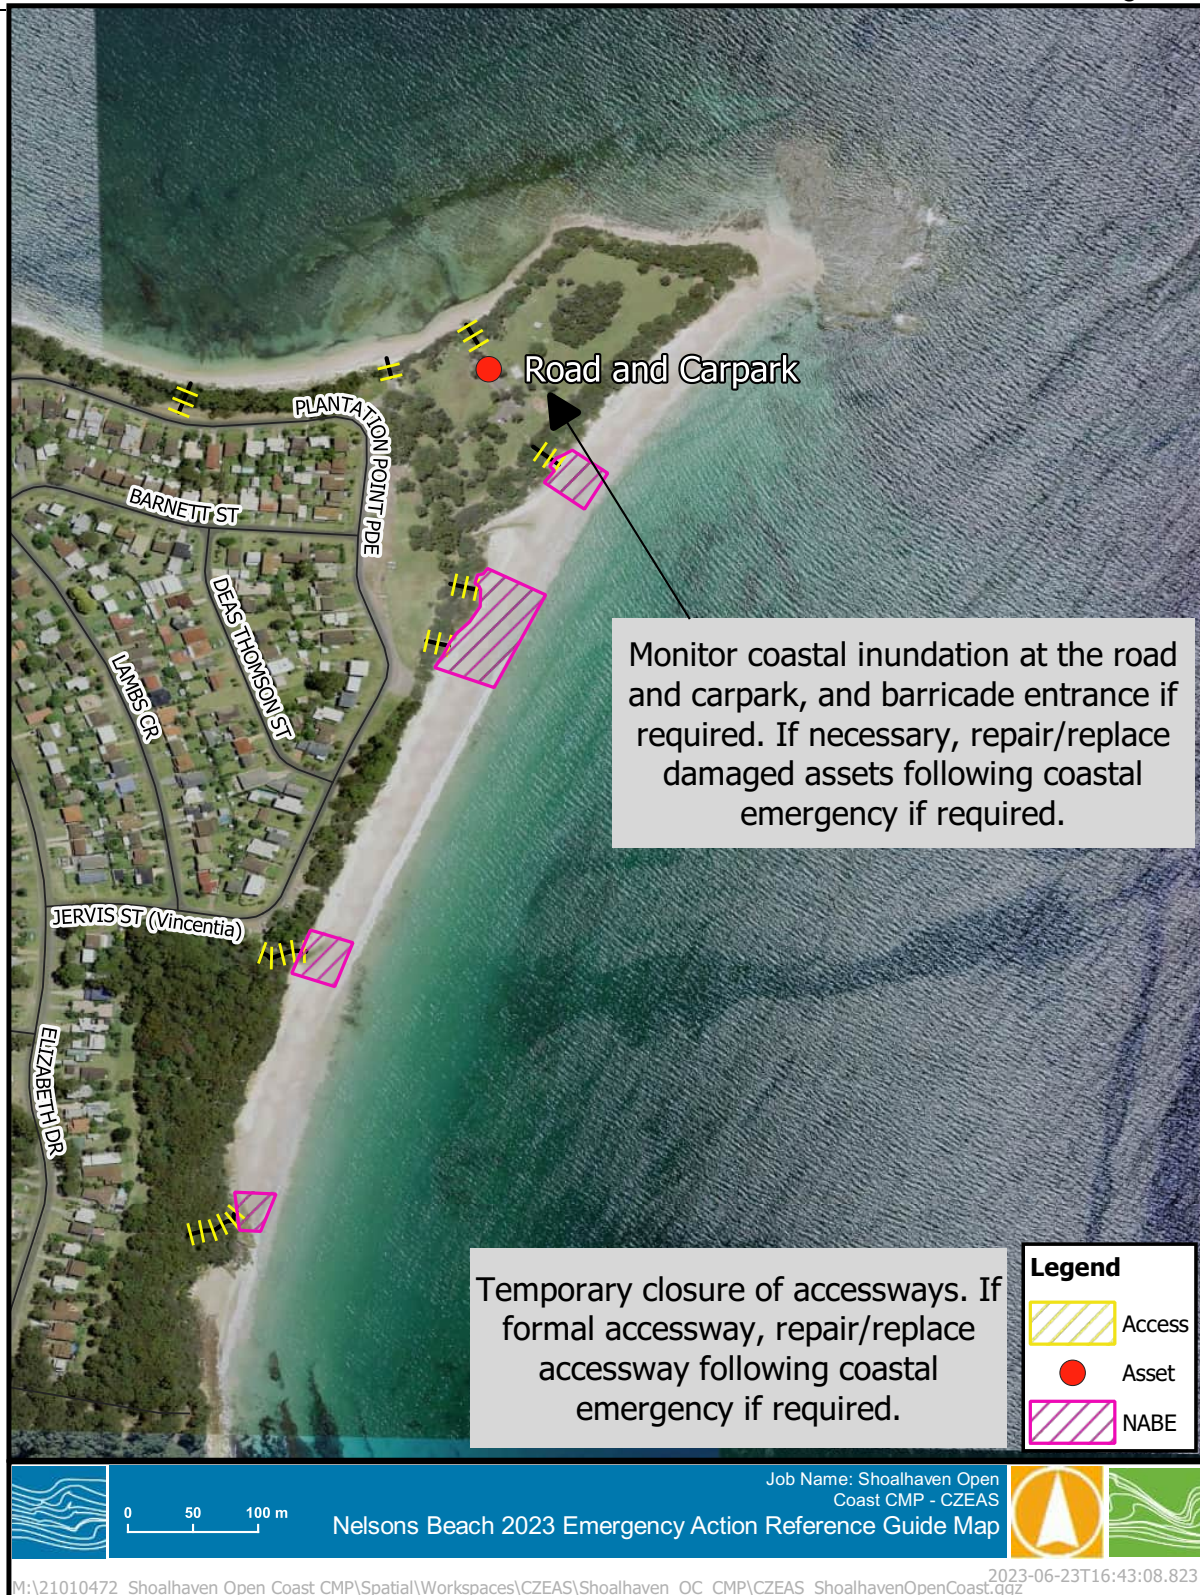 Road and Carpark
PLANTATION POINT PDE
BARNETT ST
DEAS THOMSON ST
LAMBS CR
Monitor coastal inundation at the road
and carpark, and barricade entrance if
required. If necessary, repair/replace
damaged assets following coastal
emergency if required.
JERVIS ST (Vincentia)
ELIZABETH DR
Temporary closure of accessways. If
formal accessway, repair/replace
accessway following coastal
emergency if required.
Legend
Access
Asset
NABE
Job Name: Shoalhaven Open
Coast CMP - CZEAS
0 50 100 m
Nelsons Beach 2023 Emergency Action Reference Guide Map
M:\21010472_Shoalhaven Open Coast CMP\Spatial\Workspaces\CZEAS\Shoalhaven_OC_CMP\CZEAS_ShoalhavenOpenCoast.qgz
2023-06-23T16:43:08.823